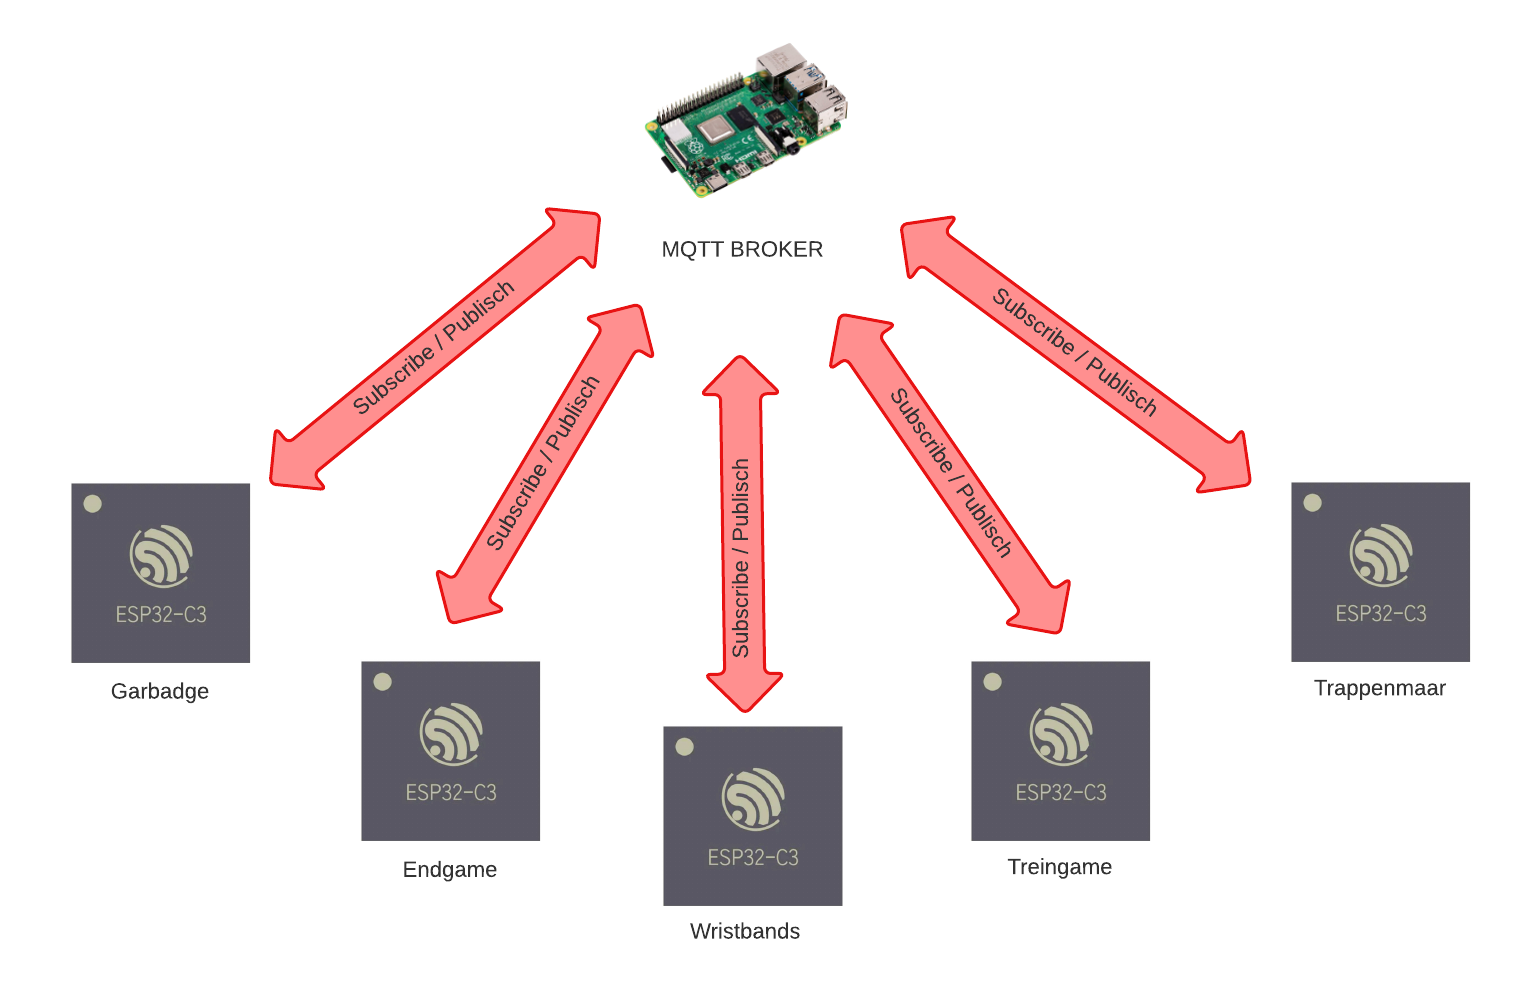 MQTT BROKER
Subscribe / Publisch
Subscribe / Publisch
Subscribe / Publisch
Subscribe / Publisch
Subscribe / Publisch
ESP32-C3
Garbadge
ESP32-C3
Endgame
ESP32-C3
Wristbands
ESP32-C3
Treingame
ESP32-C3
Trappenmaar